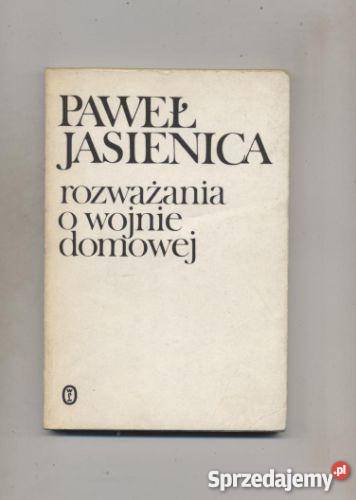 PAWEŁ
JASIENICA
rozważania
o wojnie
domowej
Sprzedajemy.pl